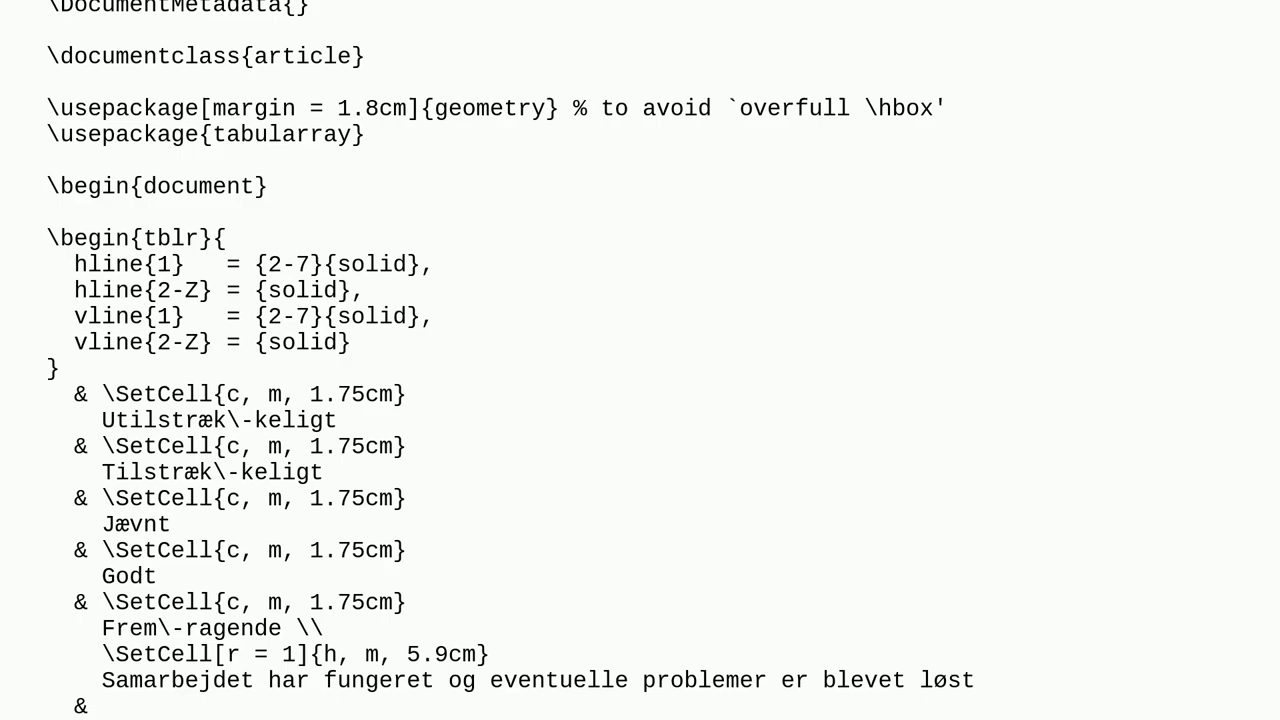 \DocumentMetadata{}
\documentclass{article}
\usepackage[margin = 1.8cm]{geometry} % to avoid `overfull \hbox'
\usepackage{tabularray}
\begin{document}
\begin{tblr}{
  hline{1}   = {2-7}{solid},
  hline{2-Z} = {solid},
  vline{1}   = {2-7}{solid},
  vline{2-Z} = {solid}
}
  & \SetCell{c, m, 1.75cm}
    Utilstræk\-keligt
  & \SetCell{c, m, 1.75cm}
    Tilstræk\-keligt
  & \SetCell{c, m, 1.75cm}
    Jævnt
  & \SetCell{c, m, 1.75cm}
    Godt
  & \SetCell{c, m, 1.75cm}
    Frem\-ragende \\
    \SetCell[r = 1]{h, m, 5.9cm}
    Samarbejdet har fungeret og eventuelle problemer er blevet løst
  &